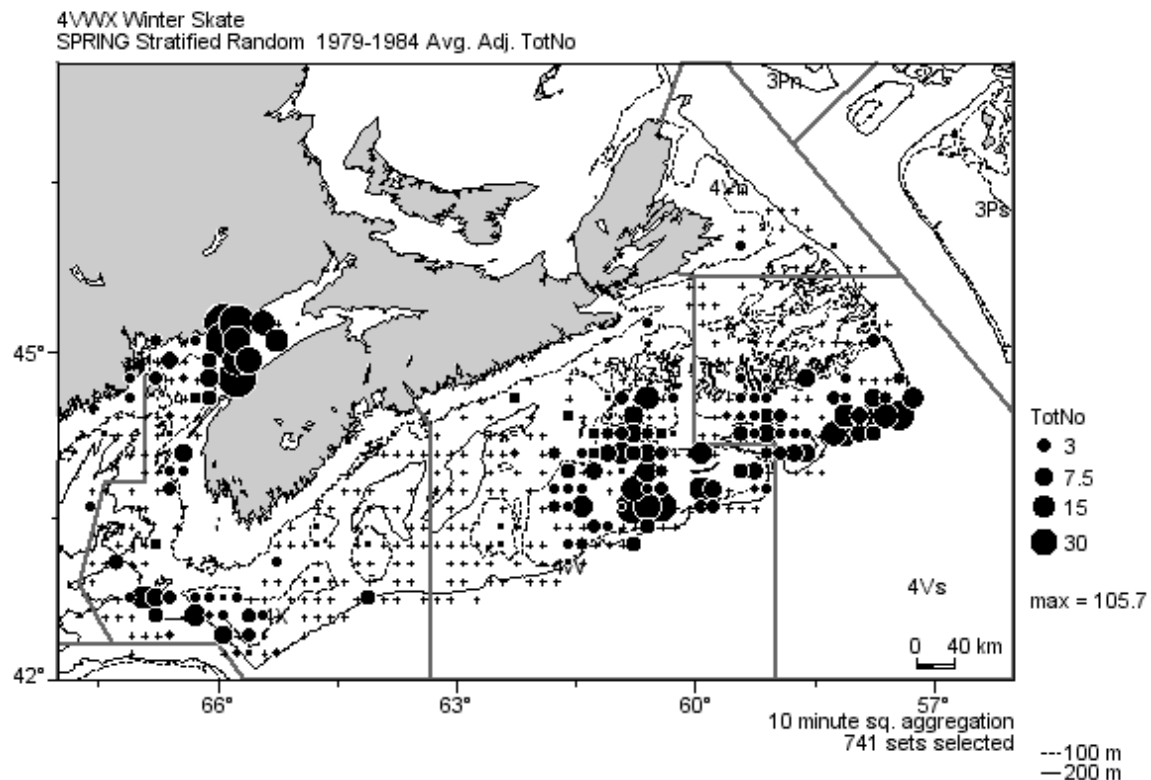 4VWX Winter Skate
SPRING Stratified Random 1979-1984 Avg. Adj. TotNo
3Pn
4Vn
3Ps
45°
TotNo
3
7.5
15
30
4W
4X
4Vs
max = 105.7
0 40 km
42°
66° 63° 60° 57°
10 minute sq. aggregation
741 sets selected
---100 m
—200 m